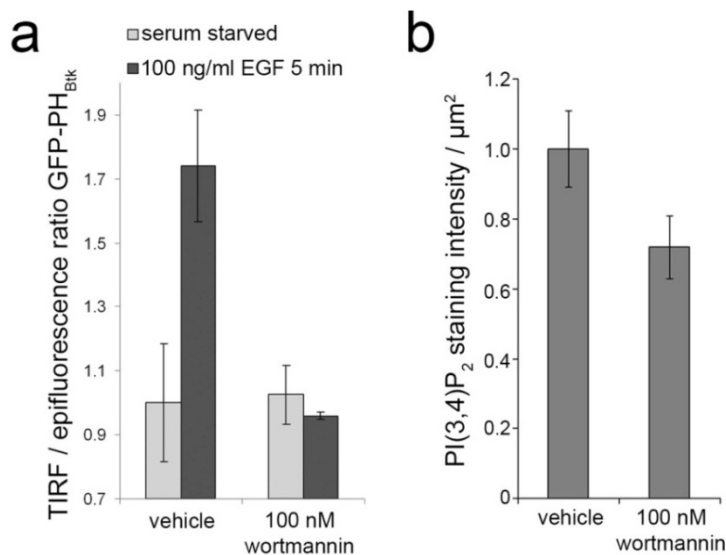 a
serum starved
100 ng/ml EGF 5 min
TIRF / epifluorescence ratio GFP-PH_Btk
1.9
1.7
1.5
1.3
1.1
0.9
0.7
vehicle
100 nM
wortmannin
b
PI(3,4)P₂ staining intensity / µm²
1.2
1.0
0.8
0.6
0.4
0.2
0
vehicle
100 nM
wortmannin